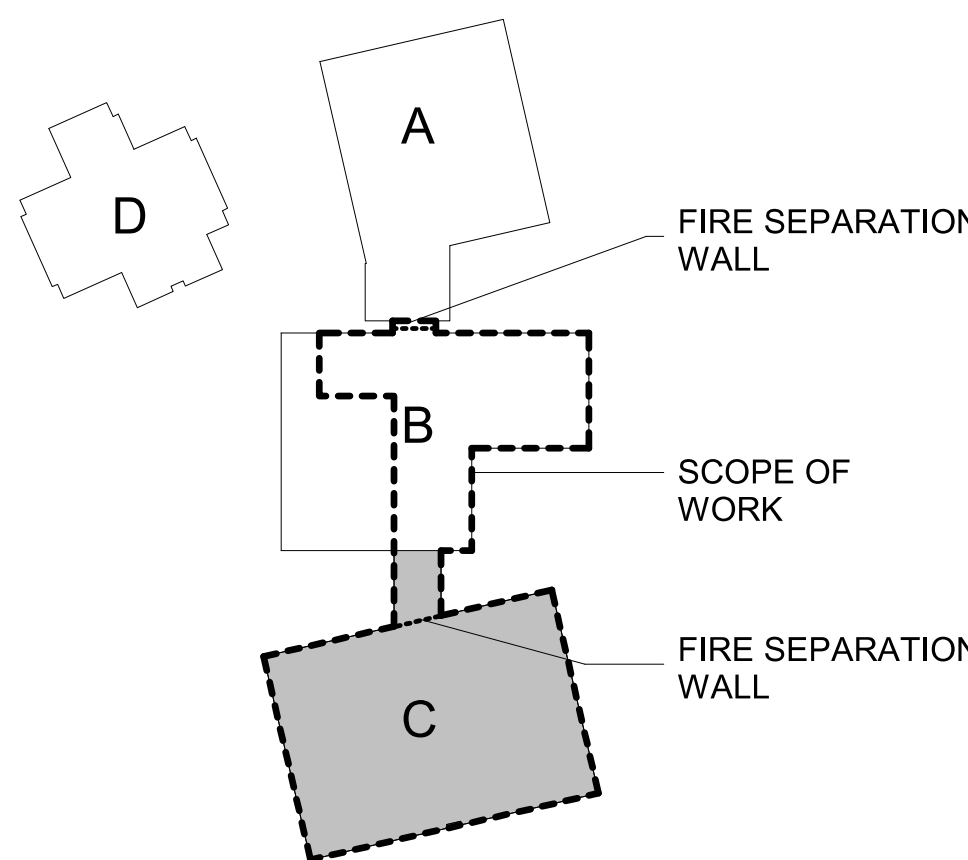 A
D
FIRE SEPARATION
WALL
B
SCOPE OF
WORK
FIRE SEPARATION
WALL
C